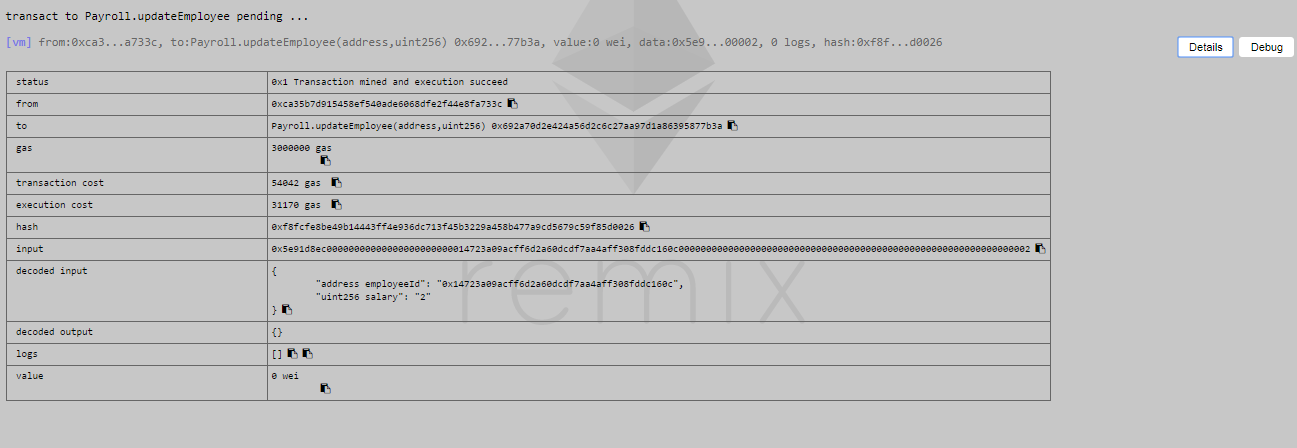 transact to Payroll.updateEmployee pending ...
[vm] from:0xca3...a733c, to:Payroll.updateEmployee(address,uint256) 0x692...77b3a, value:0 wei, data:0x5e9...00002, 0 logs, hash:0xf8f...d0026
Details Debug
status 0x1 Transaction mined and execution succeed
from 0xca35b7d915458ef540ade6068dfe2f44e8fa733c
to Payroll.updateEmployee(address,uint256) 0x692a70d2e424a56d2c6c27aa97d1a86395877b3a
gas 3000000 gas
transaction cost 54042 gas
execution cost 31170 gas
hash 0xf8fcfe8be49b14443ff4e936dc713f45b3229a458b477a9cd5679c59f85d0026
input 0x5e91d8ec00000000000000000000000014723a09acff6d2a60dcdf7aa4aff308fddc160c0000000000000000000000000000000000000000000000000000000000000002
decoded input {
"address employeeId": "0x14723a09acff6d2a60dcdf7aa4aff308fddc160c",
"uint256 salary": "2"
}
decoded output {}
logs []
value 0 wei
remix